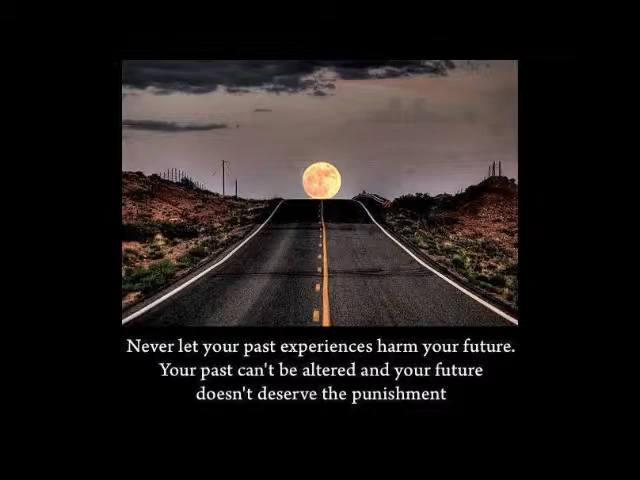 Never let your past experiences harm your future.
Your past can't be altered and your future
doesn't deserve the punishment